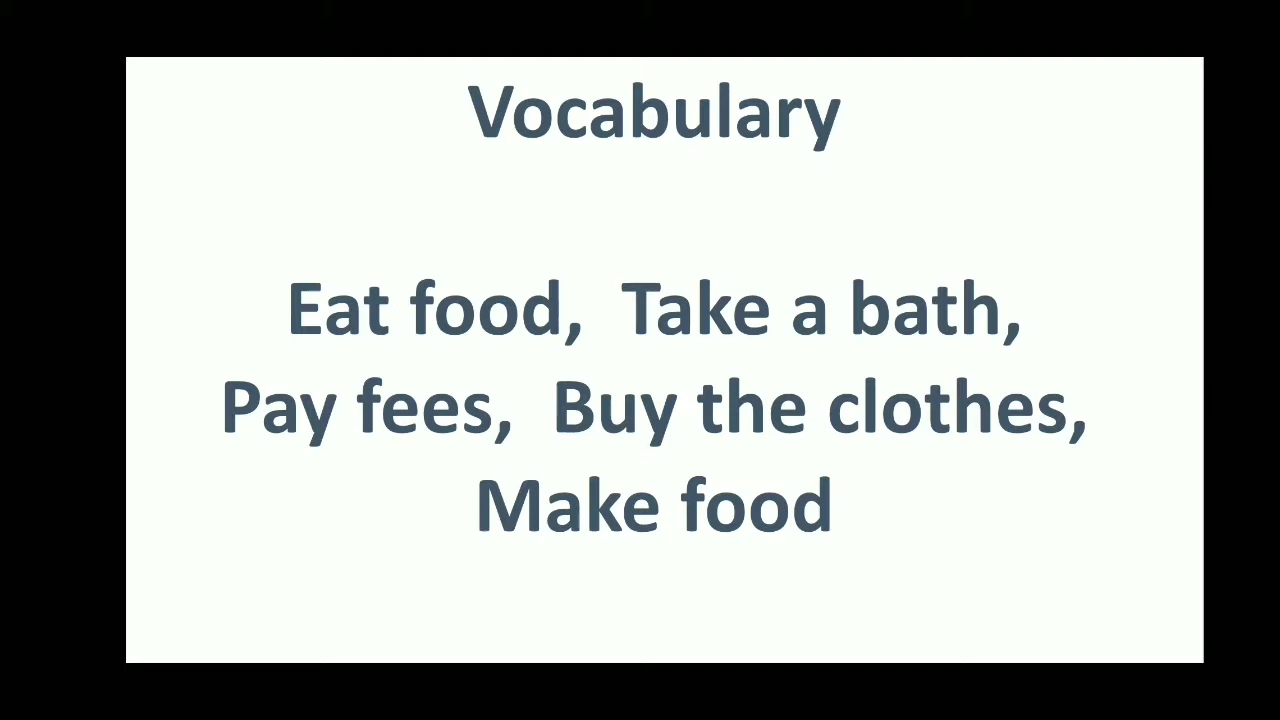 Vocabulary
Eat food, Take a bath,
Pay fees, Buy the clothes,
Make food